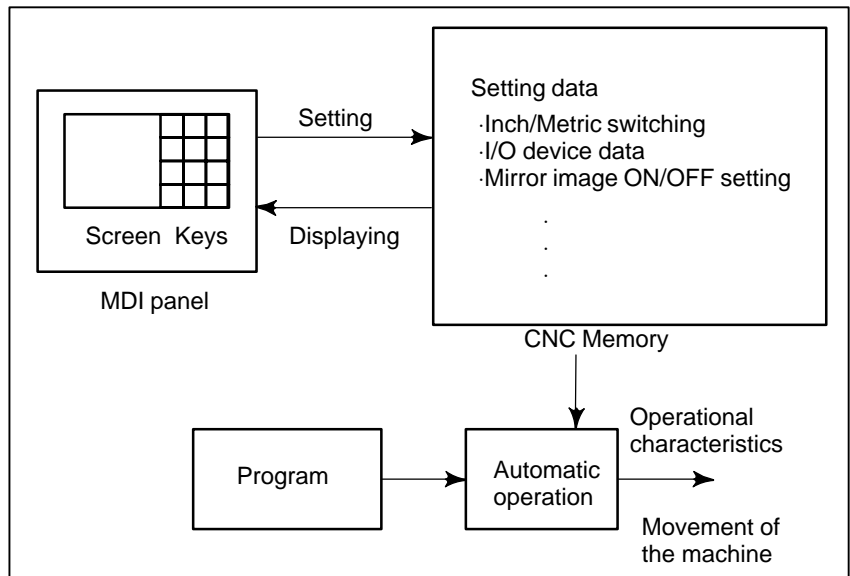 Setting data
·Inch/Metric switching
·I/O device data
·Mirror image ON/OFF setting
.
.
.
Setting
Displaying
Screen Keys
MDI panel
CNC Memory
Program
Automatic
operation
Operational
characteristics
Movement of
the machine